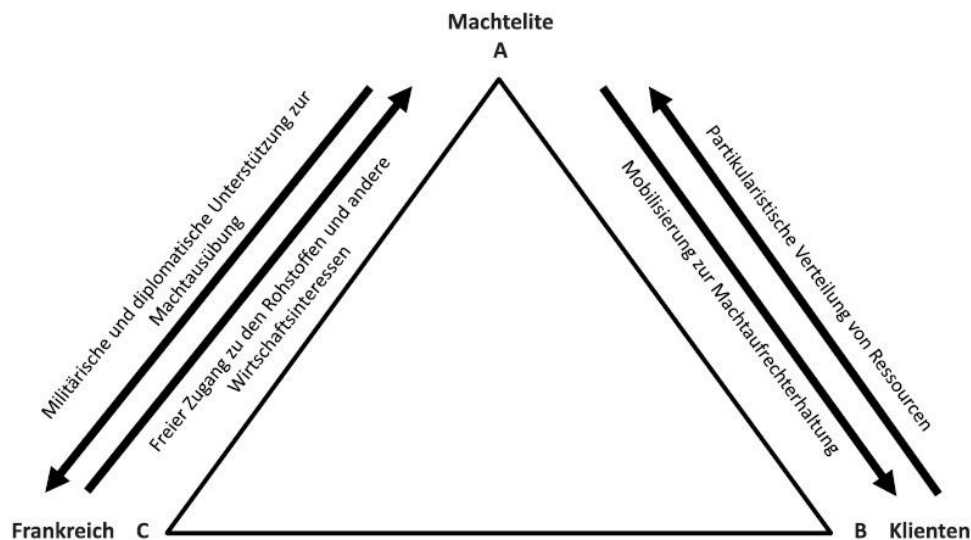 Machtelite
A
Militärische und diplomatische Unterstützung zur
Machtausübung
Freier Zugang zu den Rohstoffen und andere
Wirtschaftsinteressen
Mobilisierung zur Machtaufrechterhaltung
Partikularistische Verteilung von Ressourcen
Frankreich C
B Klienten